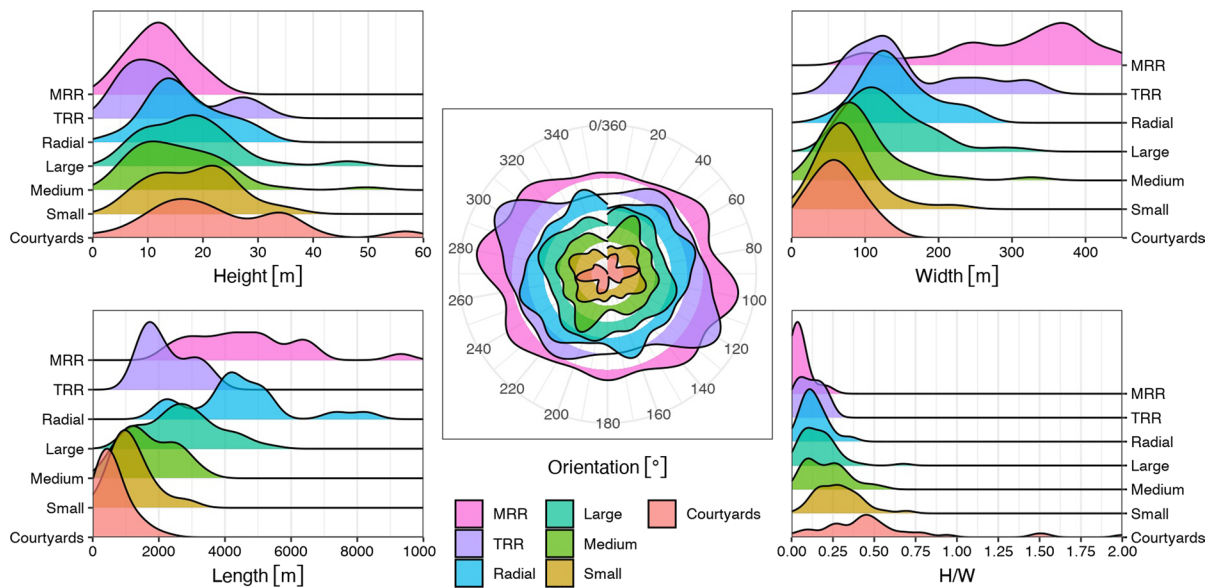 MRR
TRR
Radial
Large
Medium
Small
Courtyards
0 10 20 30 40 50 60
Height [m]
0/360
20
40
60
80
100
120
140
160
180
200
220
240
260
280
300
320
340
Orientation [°]
MRR
TRR
Radial
Large
Medium
Small
Courtyards
0 100 200 300 400
Width [m]
MRR
TRR
Radial
Large
Medium
Small
Courtyards
0 2000 4000 6000 8000 10000
Length [m]
MRR Large Courtyards
TRR Medium
Radial Small
MRR
TRR
Radial
Large
Medium
Small
Courtyards
0.00 0.25 0.50 0.75 1.00 1.25 1.50 1.75 2.00
H/W